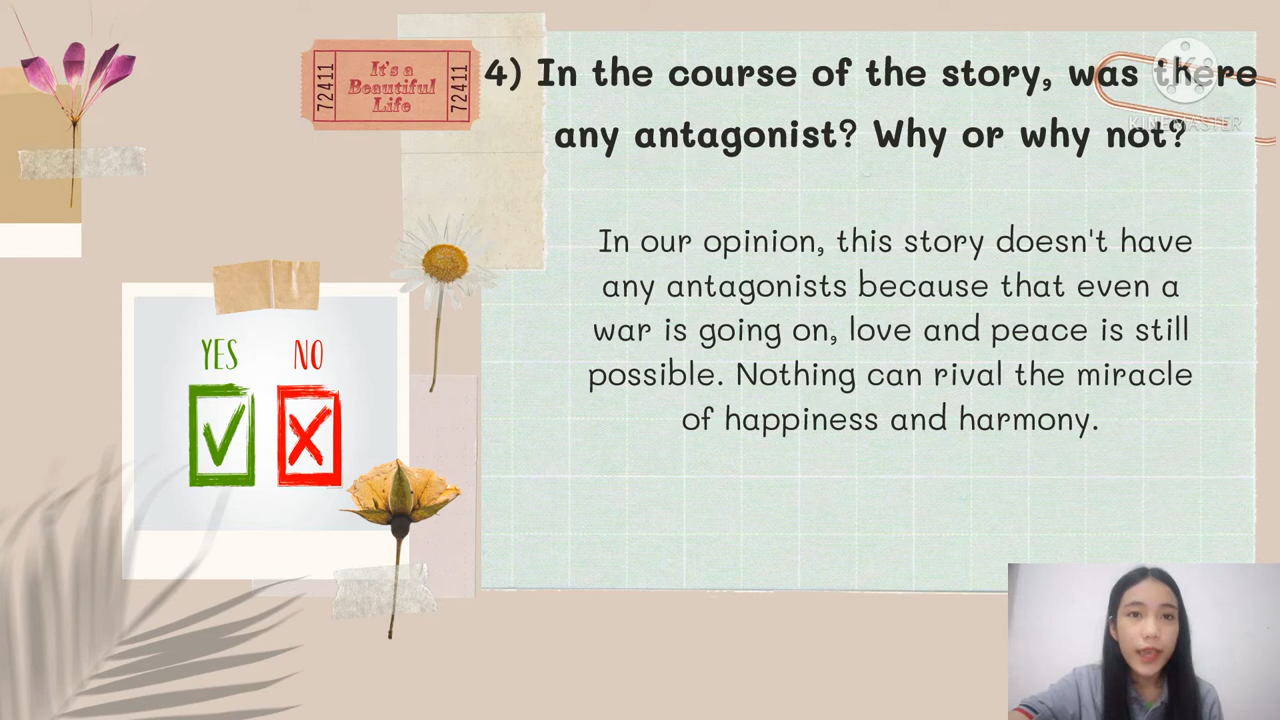 72411
It's a
Beautiful
Life
72411
4) In the course of the story, was there
any antagonist? Why or why not?
KINEMASTER
In our opinion, this story doesn't have
any antagonists because that even a
war is going on, love and peace is still
possible. Nothing can rival the miracle
of happiness and harmony.
YES NO